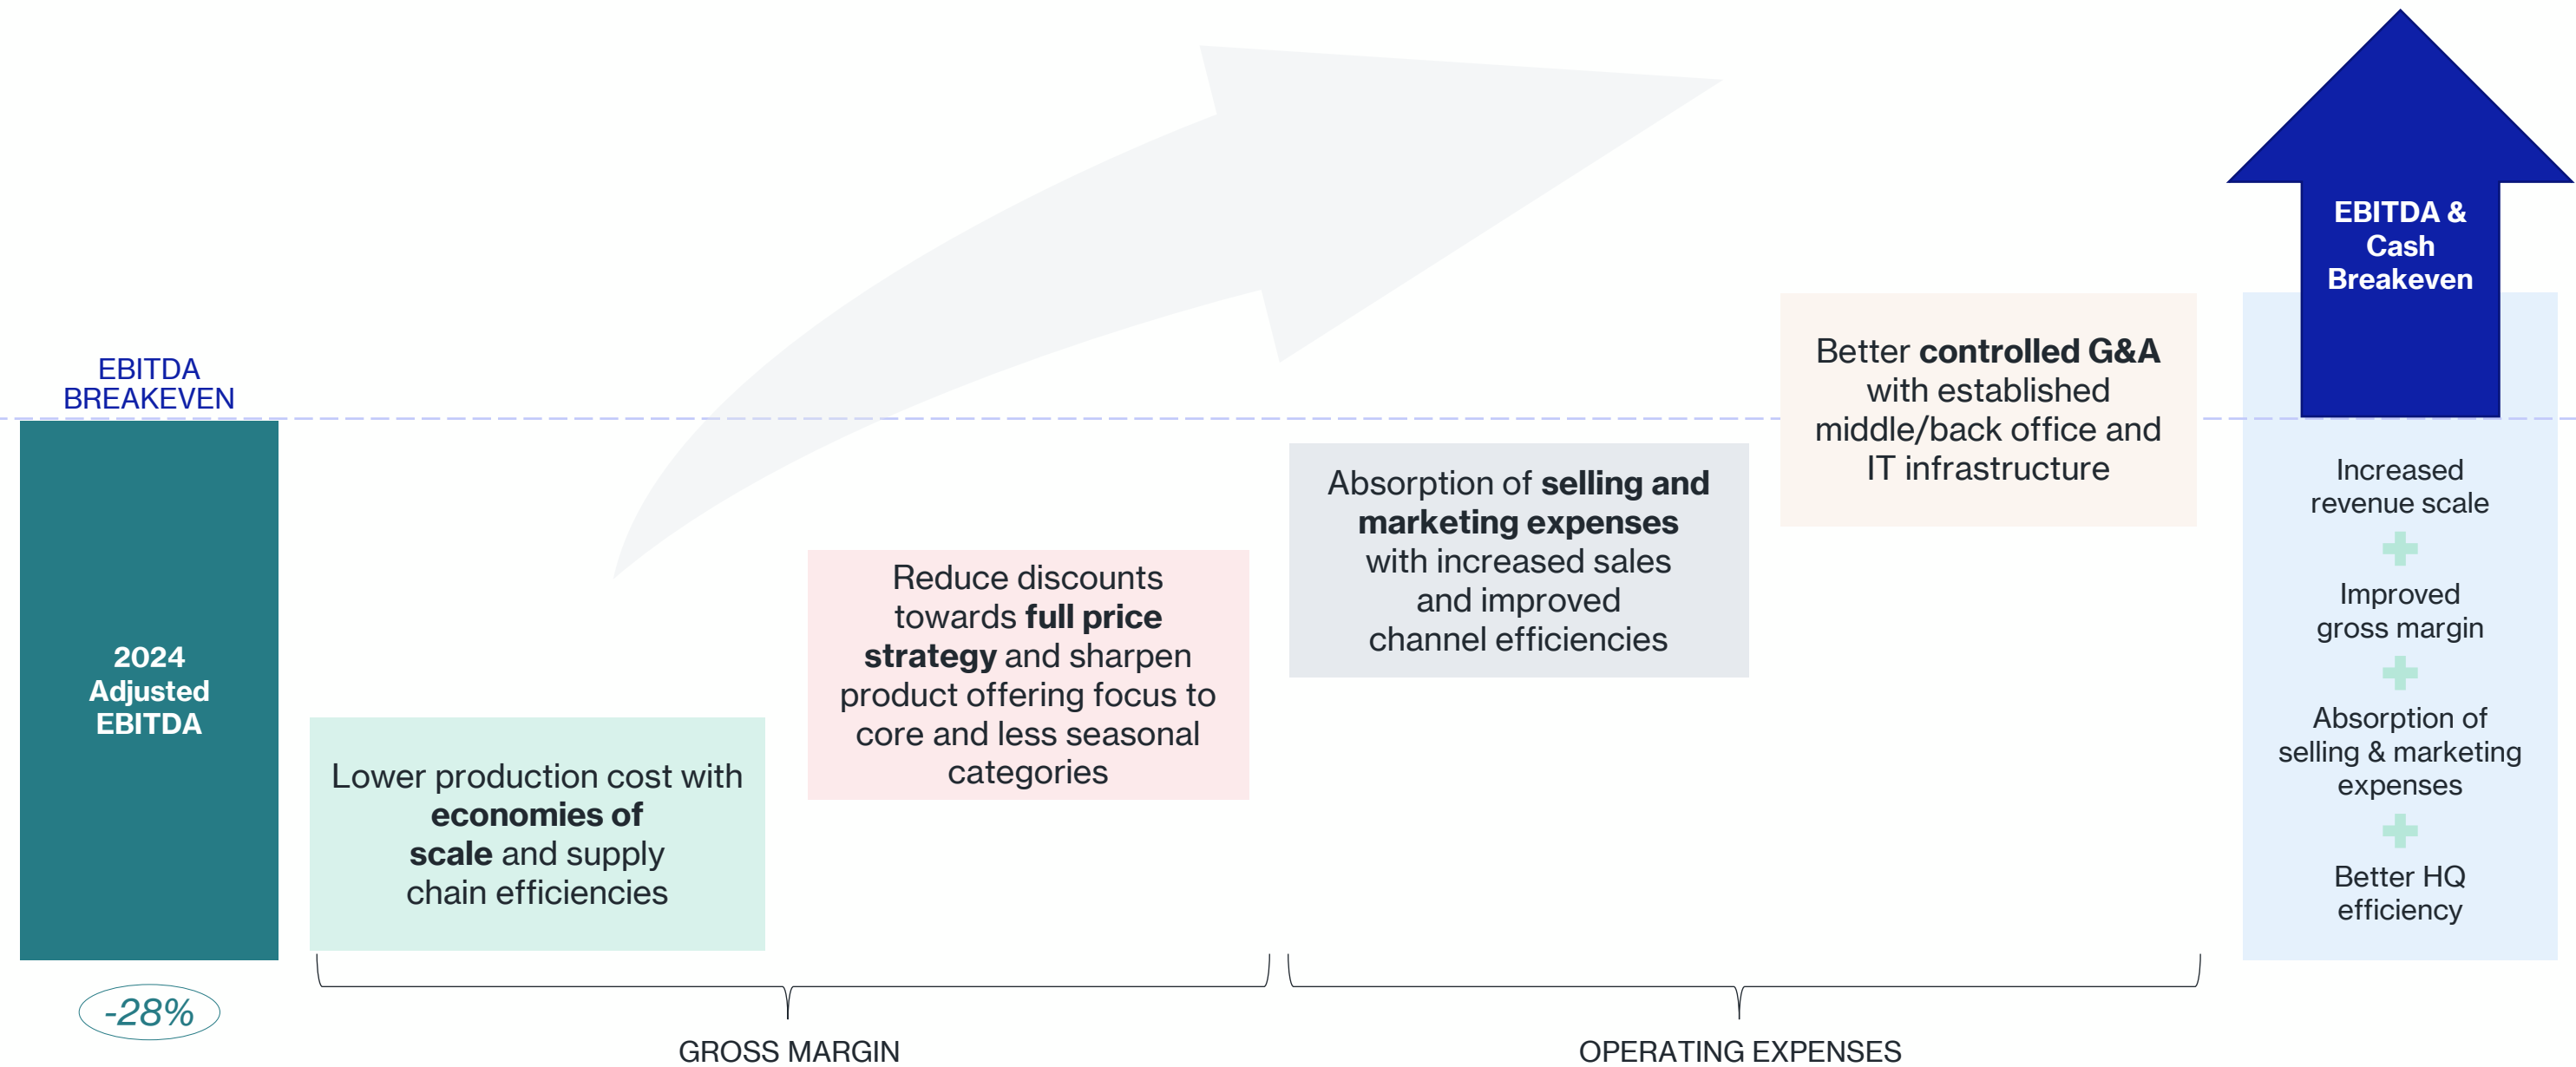 EBITDA
BREAKEVEN
2024
Adjusted
EBITDA
-28%
Lower production cost with
economies of
scale and supply
chain efficiencies
Reduce discounts
towards full price
strategy and sharpen
product offering focus to
core and less seasonal
categories
GROSS MARGIN
Absorption of selling and
marketing expenses
with increased sales
and improved
channel efficiencies
Better controlled G&A
with established
middle/back office and
IT infrastructure
OPERATING EXPENSES
EBITDA &
Cash
Breakeven
Increased
revenue scale
Improved
gross margin
Absorption of
selling & marketing
expenses
Better HQ
efficiency